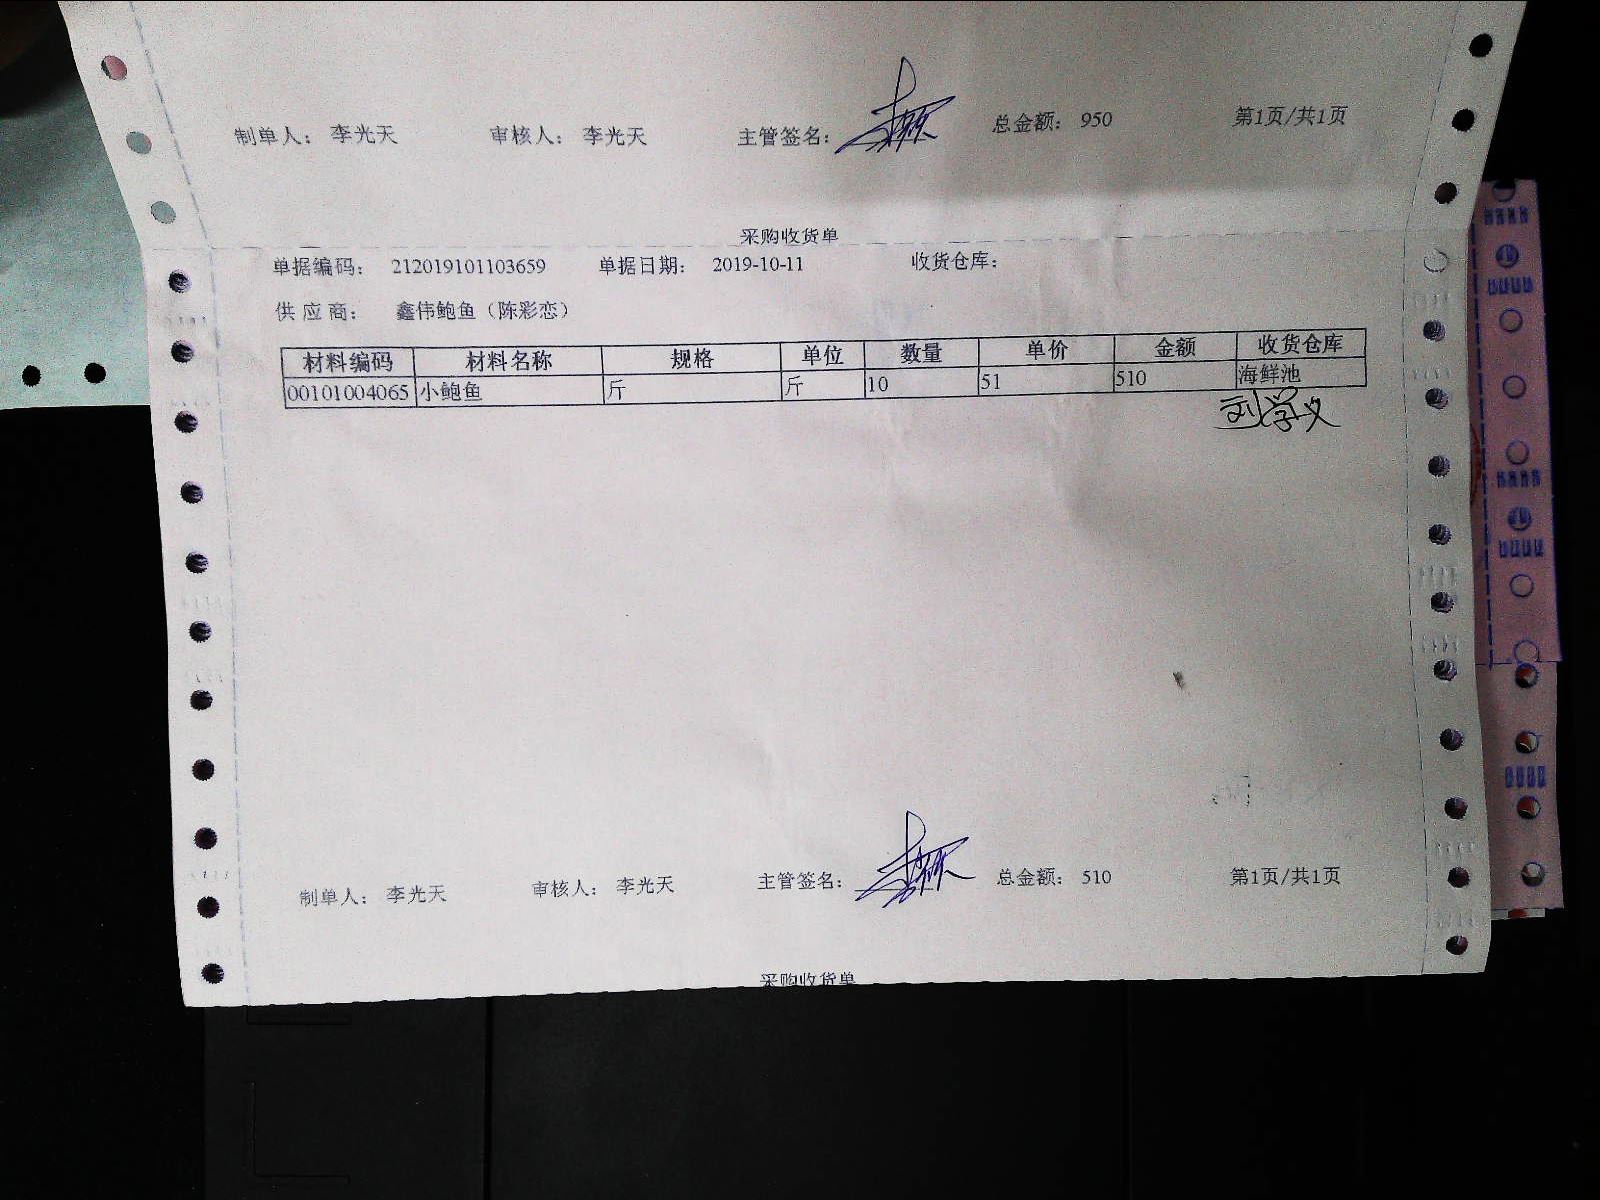 制单人： 李光天 审核人： 李光天 主管签名： 总金额： 950 第1页/共1页
采购收货单
单据编码： 212019101103659 单据日期： 2019-10-11 收货仓库：
供应商： 鑫伟鲍鱼（陈彩恋）
材料编码 材料名称 规格 单位 数量 单价 金额 收货仓库
00101004065 小鲍鱼 斤 斤 10 51 510 海鲜池
刘学义
制单人： 李光天 审核人： 李光天 主管签名： 总金额： 510 第1页/共1页
采购收货单